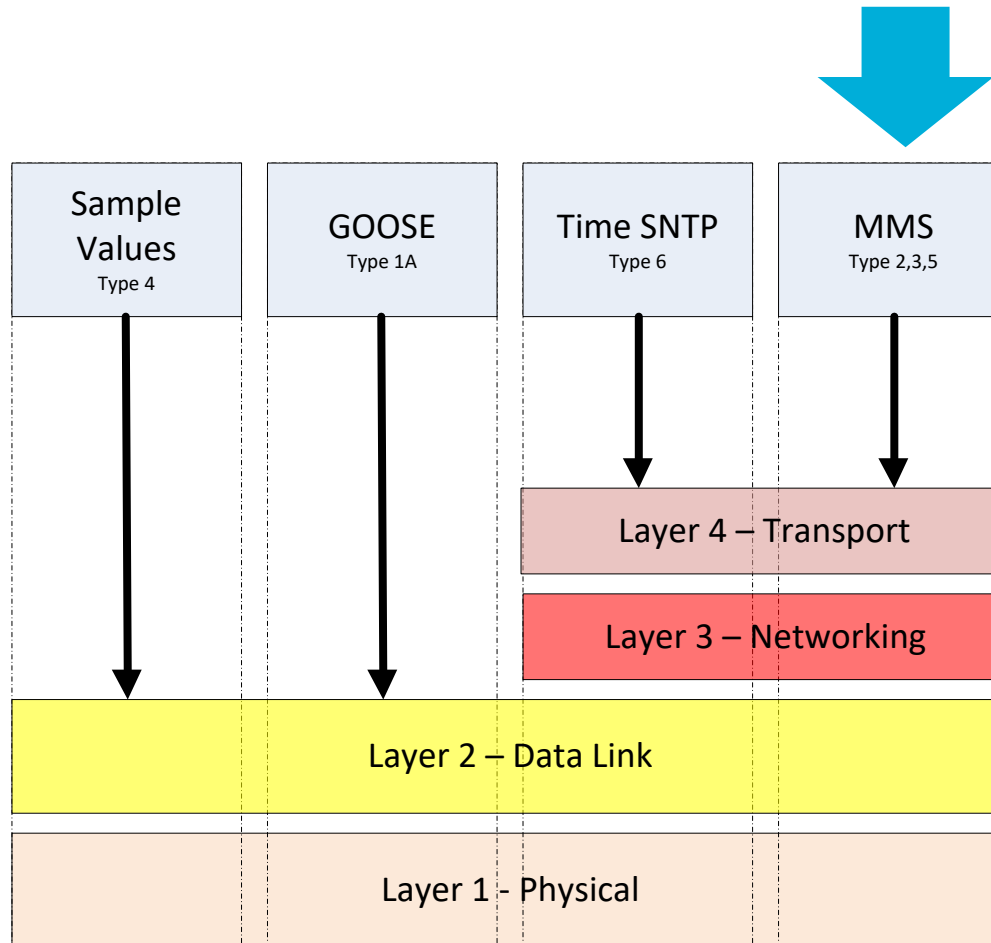 Sample
Values
Type 4
GOOSE
Type 1A
Time SNTP
Type 6
MMS
Type 2,3,5
Layer 4 – Transport
Layer 3 – Networking
Layer 2 – Data Link
Layer 1 - Physical